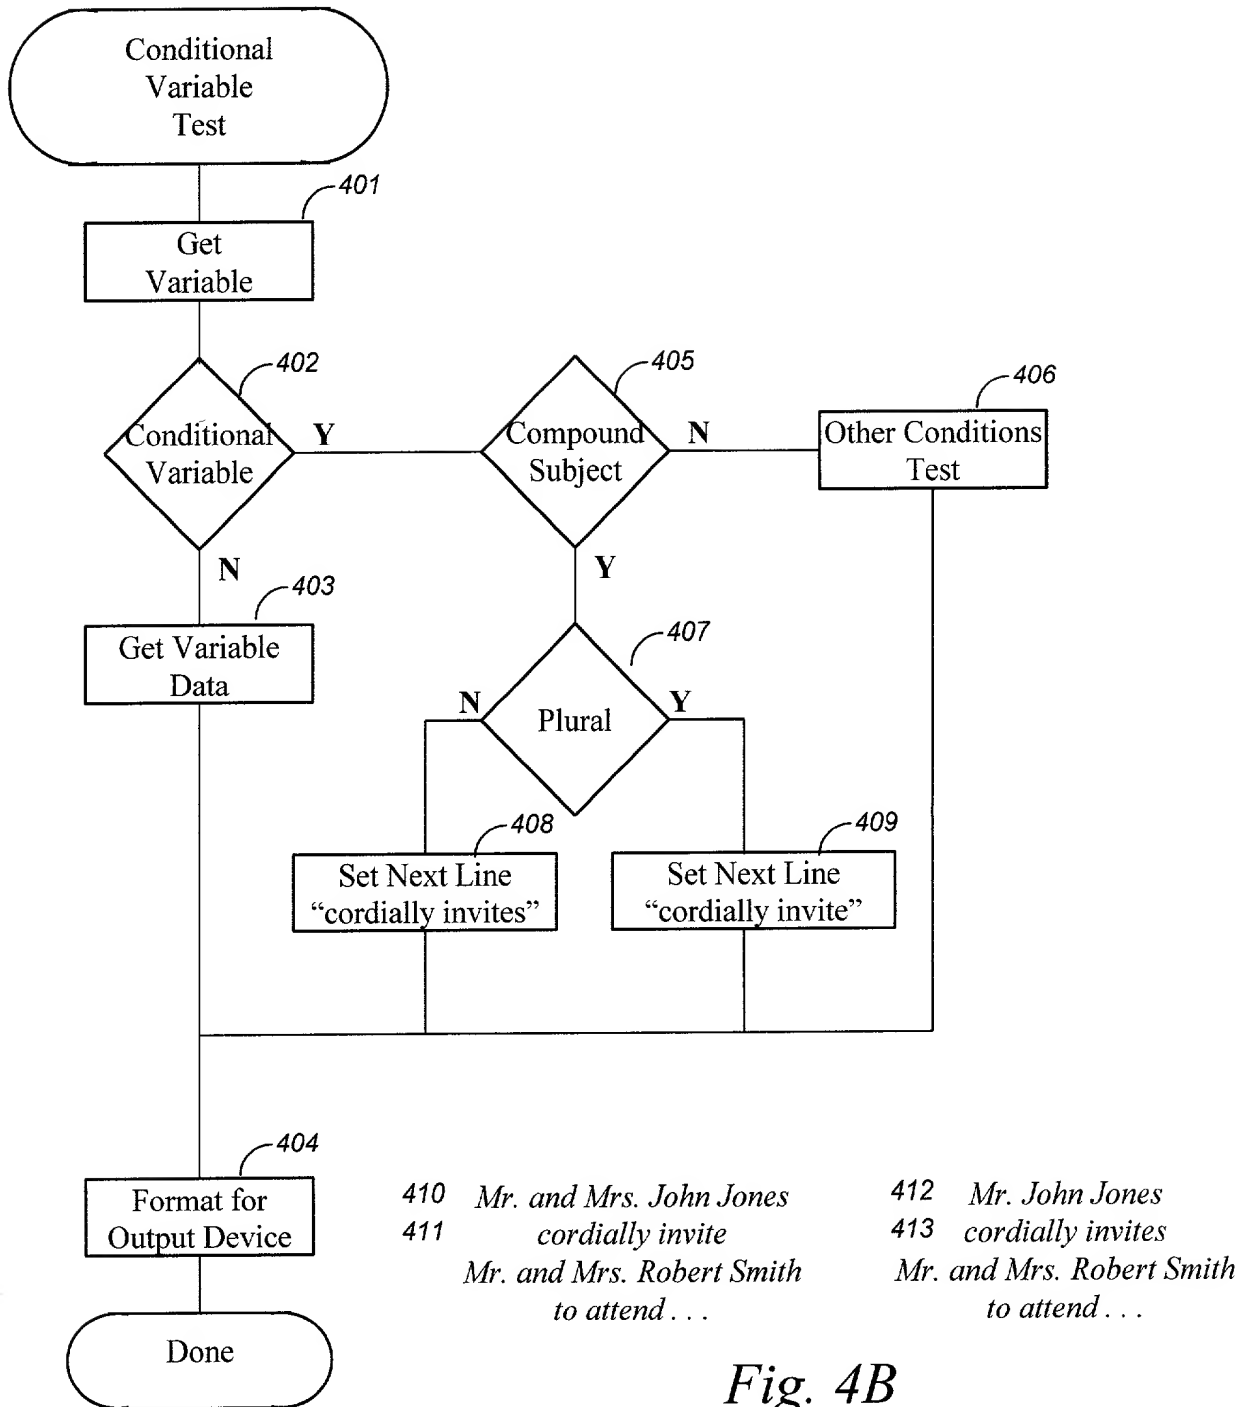 Conditional
Variable
Test
401
Get
Variable
402
Conditional
Variable
Y
N
405
Compound
Subject
N
Y
406
Other Conditions
Test
403
Get Variable
Data
407
Plural
N
Y
408
Set Next Line
“cordially invites”
409
Set Next Line
“cordially invite”
404
Format for
Output Device
Done
410 Mr. and Mrs. John Jones
411 cordially invite
Mr. and Mrs. Robert Smith
to attend . . .
412 Mr. John Jones
413 cordially invites
Mr. and Mrs. Robert Smith
to attend . . .
Fig. 4B